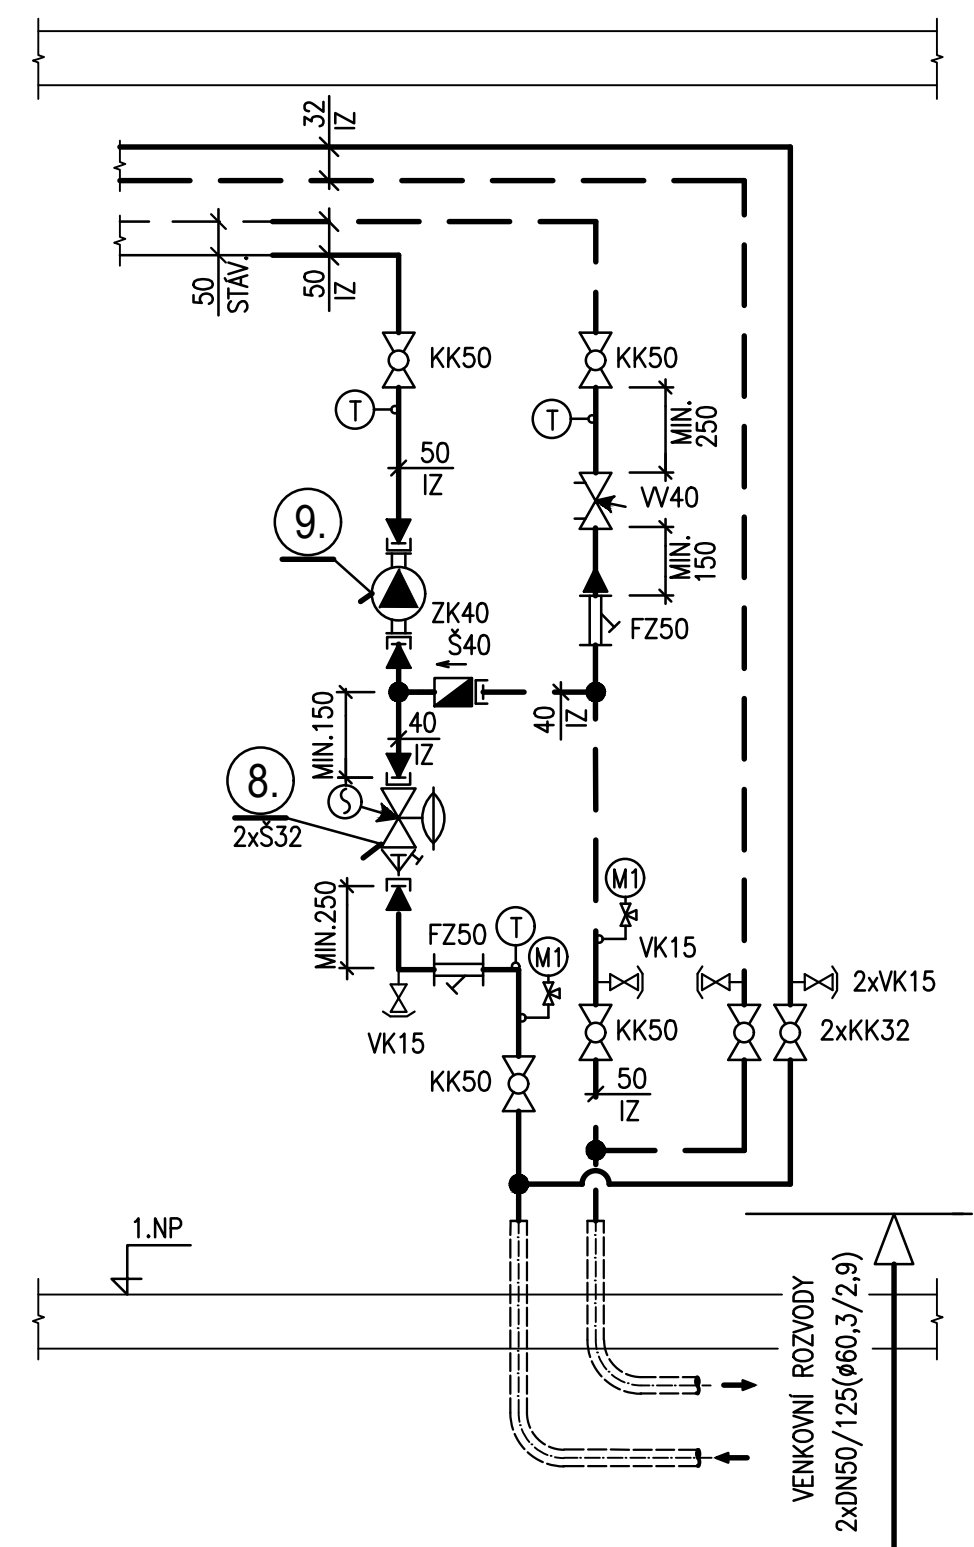 32
IZ
50
STÁV.
50
IZ
KK50
KK50
T
T
MIN.
250
50
IZ
VV40
9.
MIN.
150
ZK40
FZ50
Š40
MIN.150
40
IZ
40
IZ
8.
2xŠ32
S
M1
MIN.250
FZ50
T
M1
VK15
2xVK15
VK15
KK50
2xKK32
KK50
50
IZ
1.NP
VENKOVNÍ ROZVODY
2xDN50/125(ø60,3/2,9)